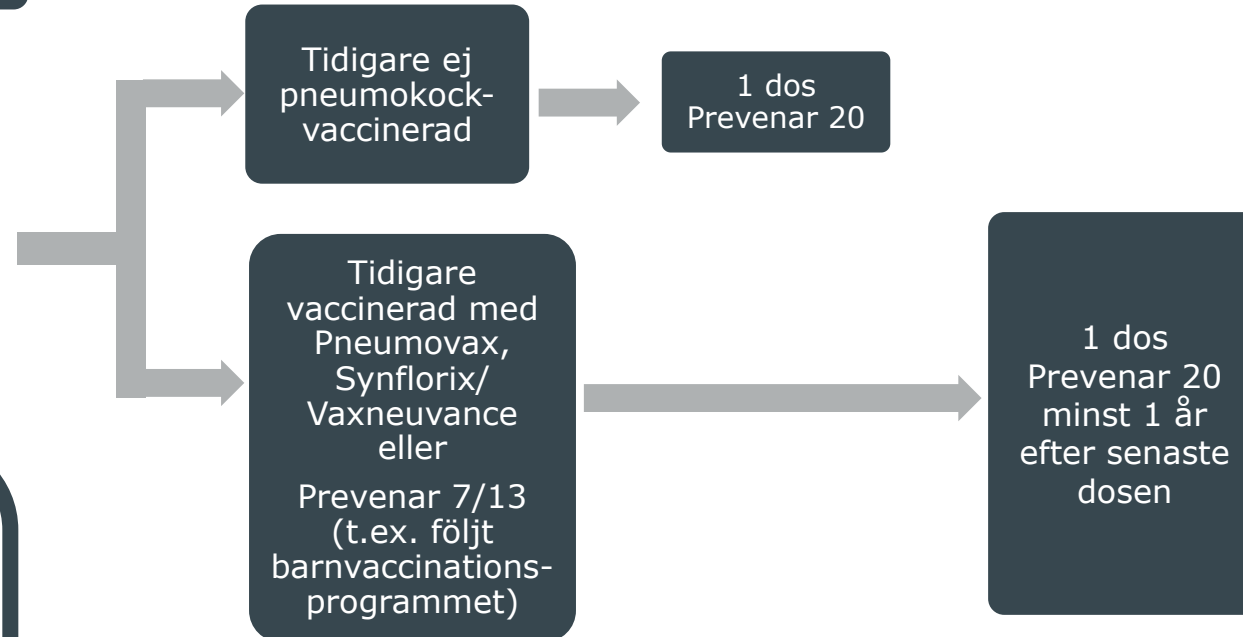 Tidigare ej
pneumokock-
vaccinerad
1 dos
Prevenar 20
Tidigare
vaccinerad med
Pneumovax,
Synflorix/
Vaxneuvance
eller
Prevenar 7/13
(t.ex. följt
barnvaccinations-
programmet)
1 dos
Prevenar 20
minst 1 år
efter senaste
dosen